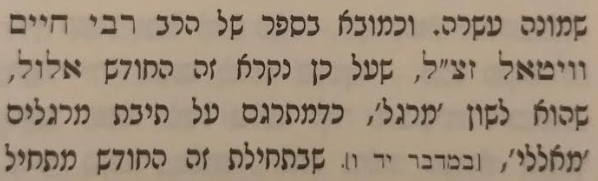 שמונה עשרה. וכמובא בספר של הרב רבי חיים
וויטאל זצ״ל, שעל כן נקרא זה החודש אלול,
שהוא לשון ׳מרגל׳, כדמתרגם על תיבת מרגלים
׳מאללי׳, [במדבר יד ו]. שבתחילת זה החודש מתחיל